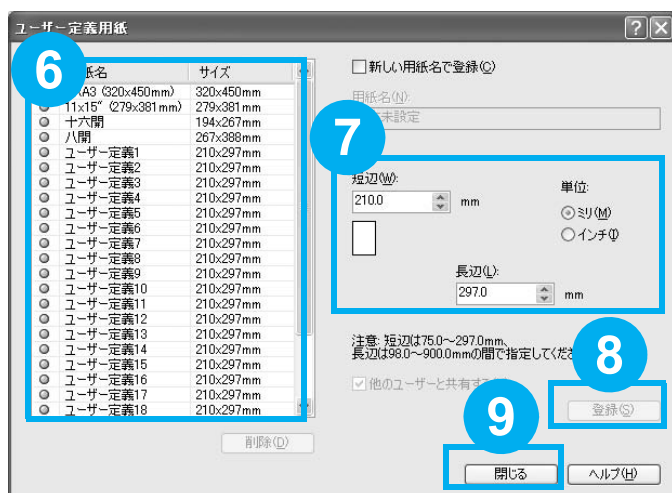 ユーザー定義用紙
6
紙名 サイズ
A3 (320x450mm) 320x450mm
11x15" (279x381mm) 279x381mm
十六開 194x267mm
八開 267x388mm
ユーザー定義1 210x297mm
ユーザー定義2 210x297mm
ユーザー定義3 210x297mm
ユーザー定義4 210x297mm
ユーザー定義5 210x297mm
ユーザー定義6 210x297mm
ユーザー定義7 210x297mm
ユーザー定義8 210x297mm
ユーザー定義9 210x297mm
ユーザー定義10 210x297mm
ユーザー定義11 210x297mm
ユーザー定義12 210x297mm
ユーザー定義13 210x297mm
ユーザー定義14 210x297mm
ユーザー定義15 210x297mm
ユーザー定義16 210x297mm
ユーザー定義17 210x297mm
ユーザー定義18 210x297mm
削除(D)
新しい用紙名で登録(C)
用紙名(N):
未設定
7
短辺(W):
210.0 mm
単位:
ミリ(M)
インチ(I)
長辺(L):
297.0 mm
注意: 短辺は75.0～297.0mm、
長辺は98.0～900.0mmの間で指定してくだ
8
他のユーザーと共有す
登録(S)
9
閉じる ヘルプ(H)